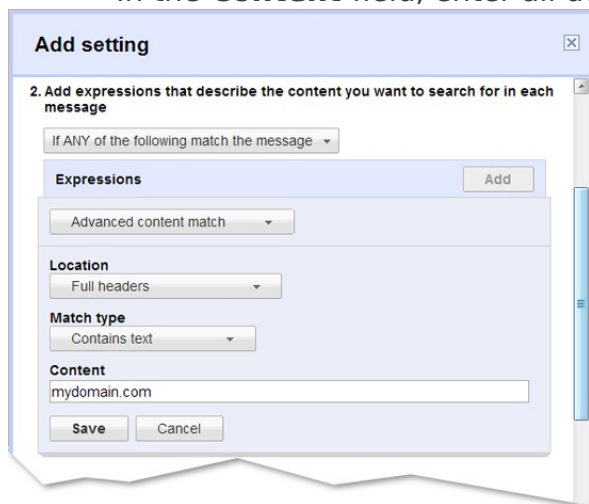 Add setting
2. Add expressions that describe the content you want to search for in each
message
If ANY of the following match the message
Expressions
Add
Advanced content match
Location
Full headers
Match type
Contains text
Content
mydomain.com
Save Cancel